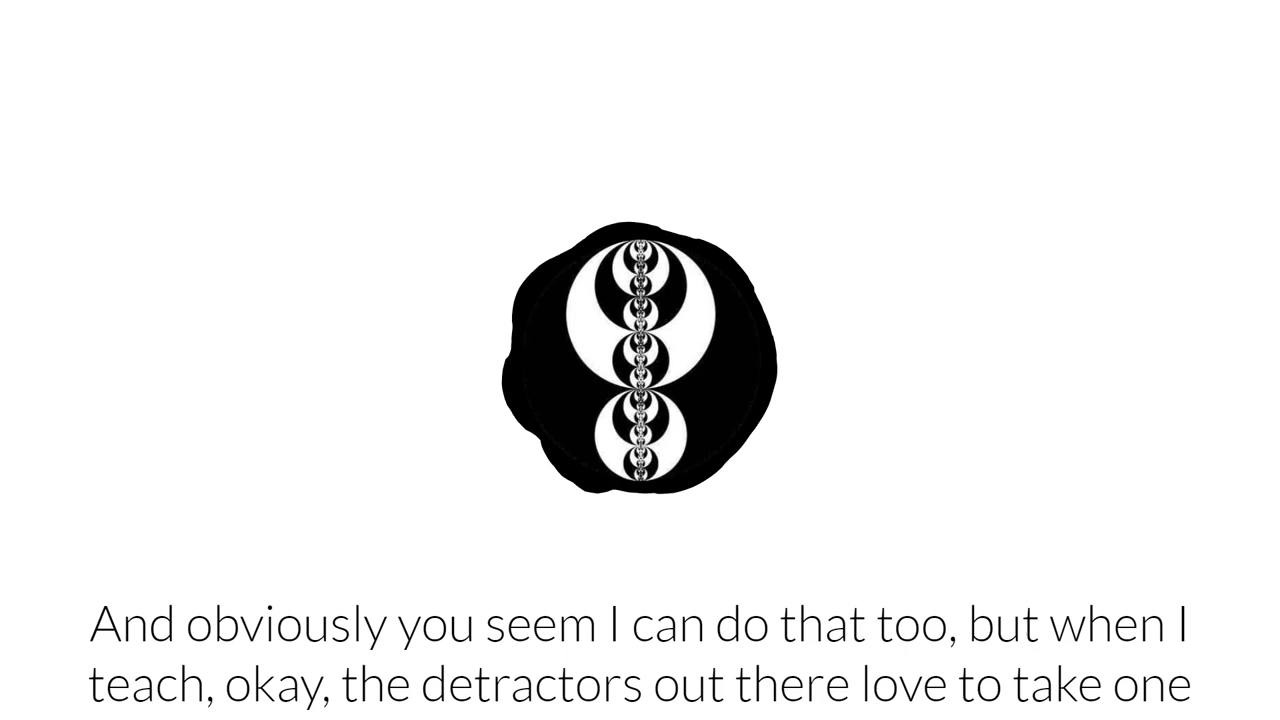 And obviously you seem I can do that too, but when I
teach, okay, the detractors out there love to take one